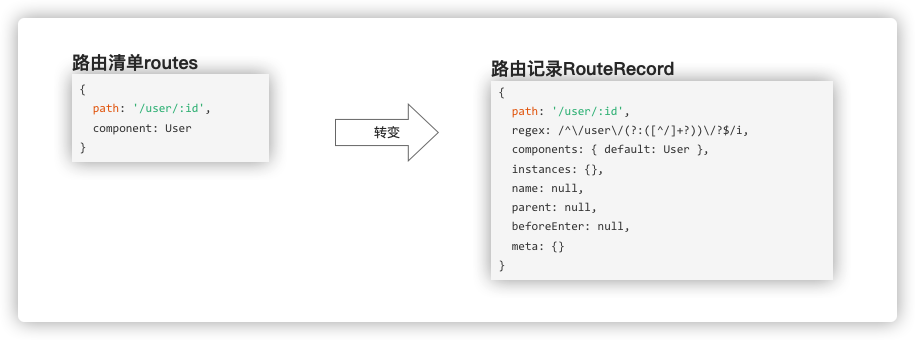 路由清单routes
{
  path: '/user/:id',
  component: User
}
转变
路由记录RouteRecord
{
  path: '/user/:id',
  regex: /^\/user\/(?:([^/]+?))\/?$/i,
  components: { default: User },
  instances: {},
  name: null,
  parent: null,
  beforeEnter: null,
  meta: {}
}